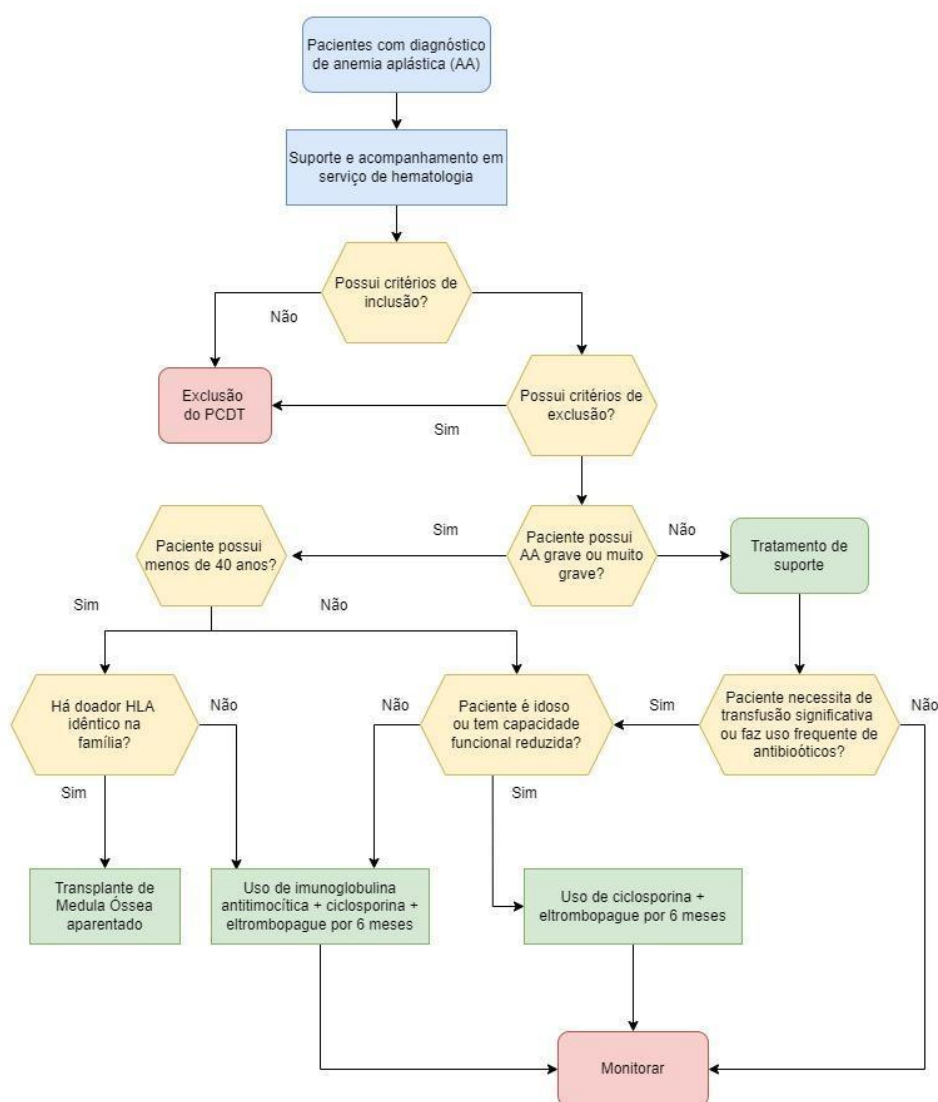 Pacientes com diagnóstico
de anemia aplástica (AA)
Suporte e acompanhamento em
serviço de hematologia
Possui critérios de
inclusão?
Não
Exclusão
do PCDT
Possui critérios de
exclusão?
Sim
Paciente possui
menos de 40 anos?
Sim
Paciente possui
AA grave ou muito
grave?
Não
Tratamento de
suporte
Sim
Não
Há doador HLA
idêntico na
família?
Não
Não
Paciente é idoso
ou tem capacidade
funcional reduzida?
Sim
Paciente necessita de
transfusão significativa
ou faz uso frequente de
antibioóticos?
Não
Sim
Sim
Transplante de
Medula Óssea
aparentado
Uso de imunoglobulina
antitimocítica + ciclosporina +
eltrombopague por 6 meses
Uso de ciclosporina +
eltrombopague por 6 meses
Monitorar